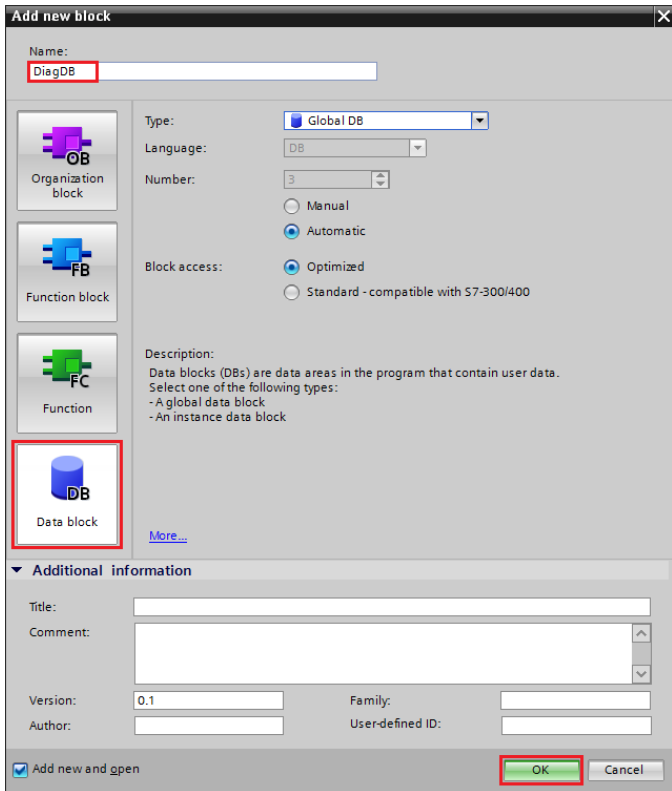 Add new block
Name:
DiagDB
OB
Organization
block
FB
Function block
FC
Function
DB
Data block
Type:
Global DB
Language:
DB
Number:
3
Manual
Automatic
Block access:
Optimized
Standard - compatible with S7-300/400
Description:
Data blocks (DBs) are data areas in the program that contain user data.
Select one of the following types:
- A global data block
- An instance data block
More...
Additional information
Title:
Comment:
Version:
0.1
Family:
Author:
User-defined ID:
Add new and open
OK
Cancel